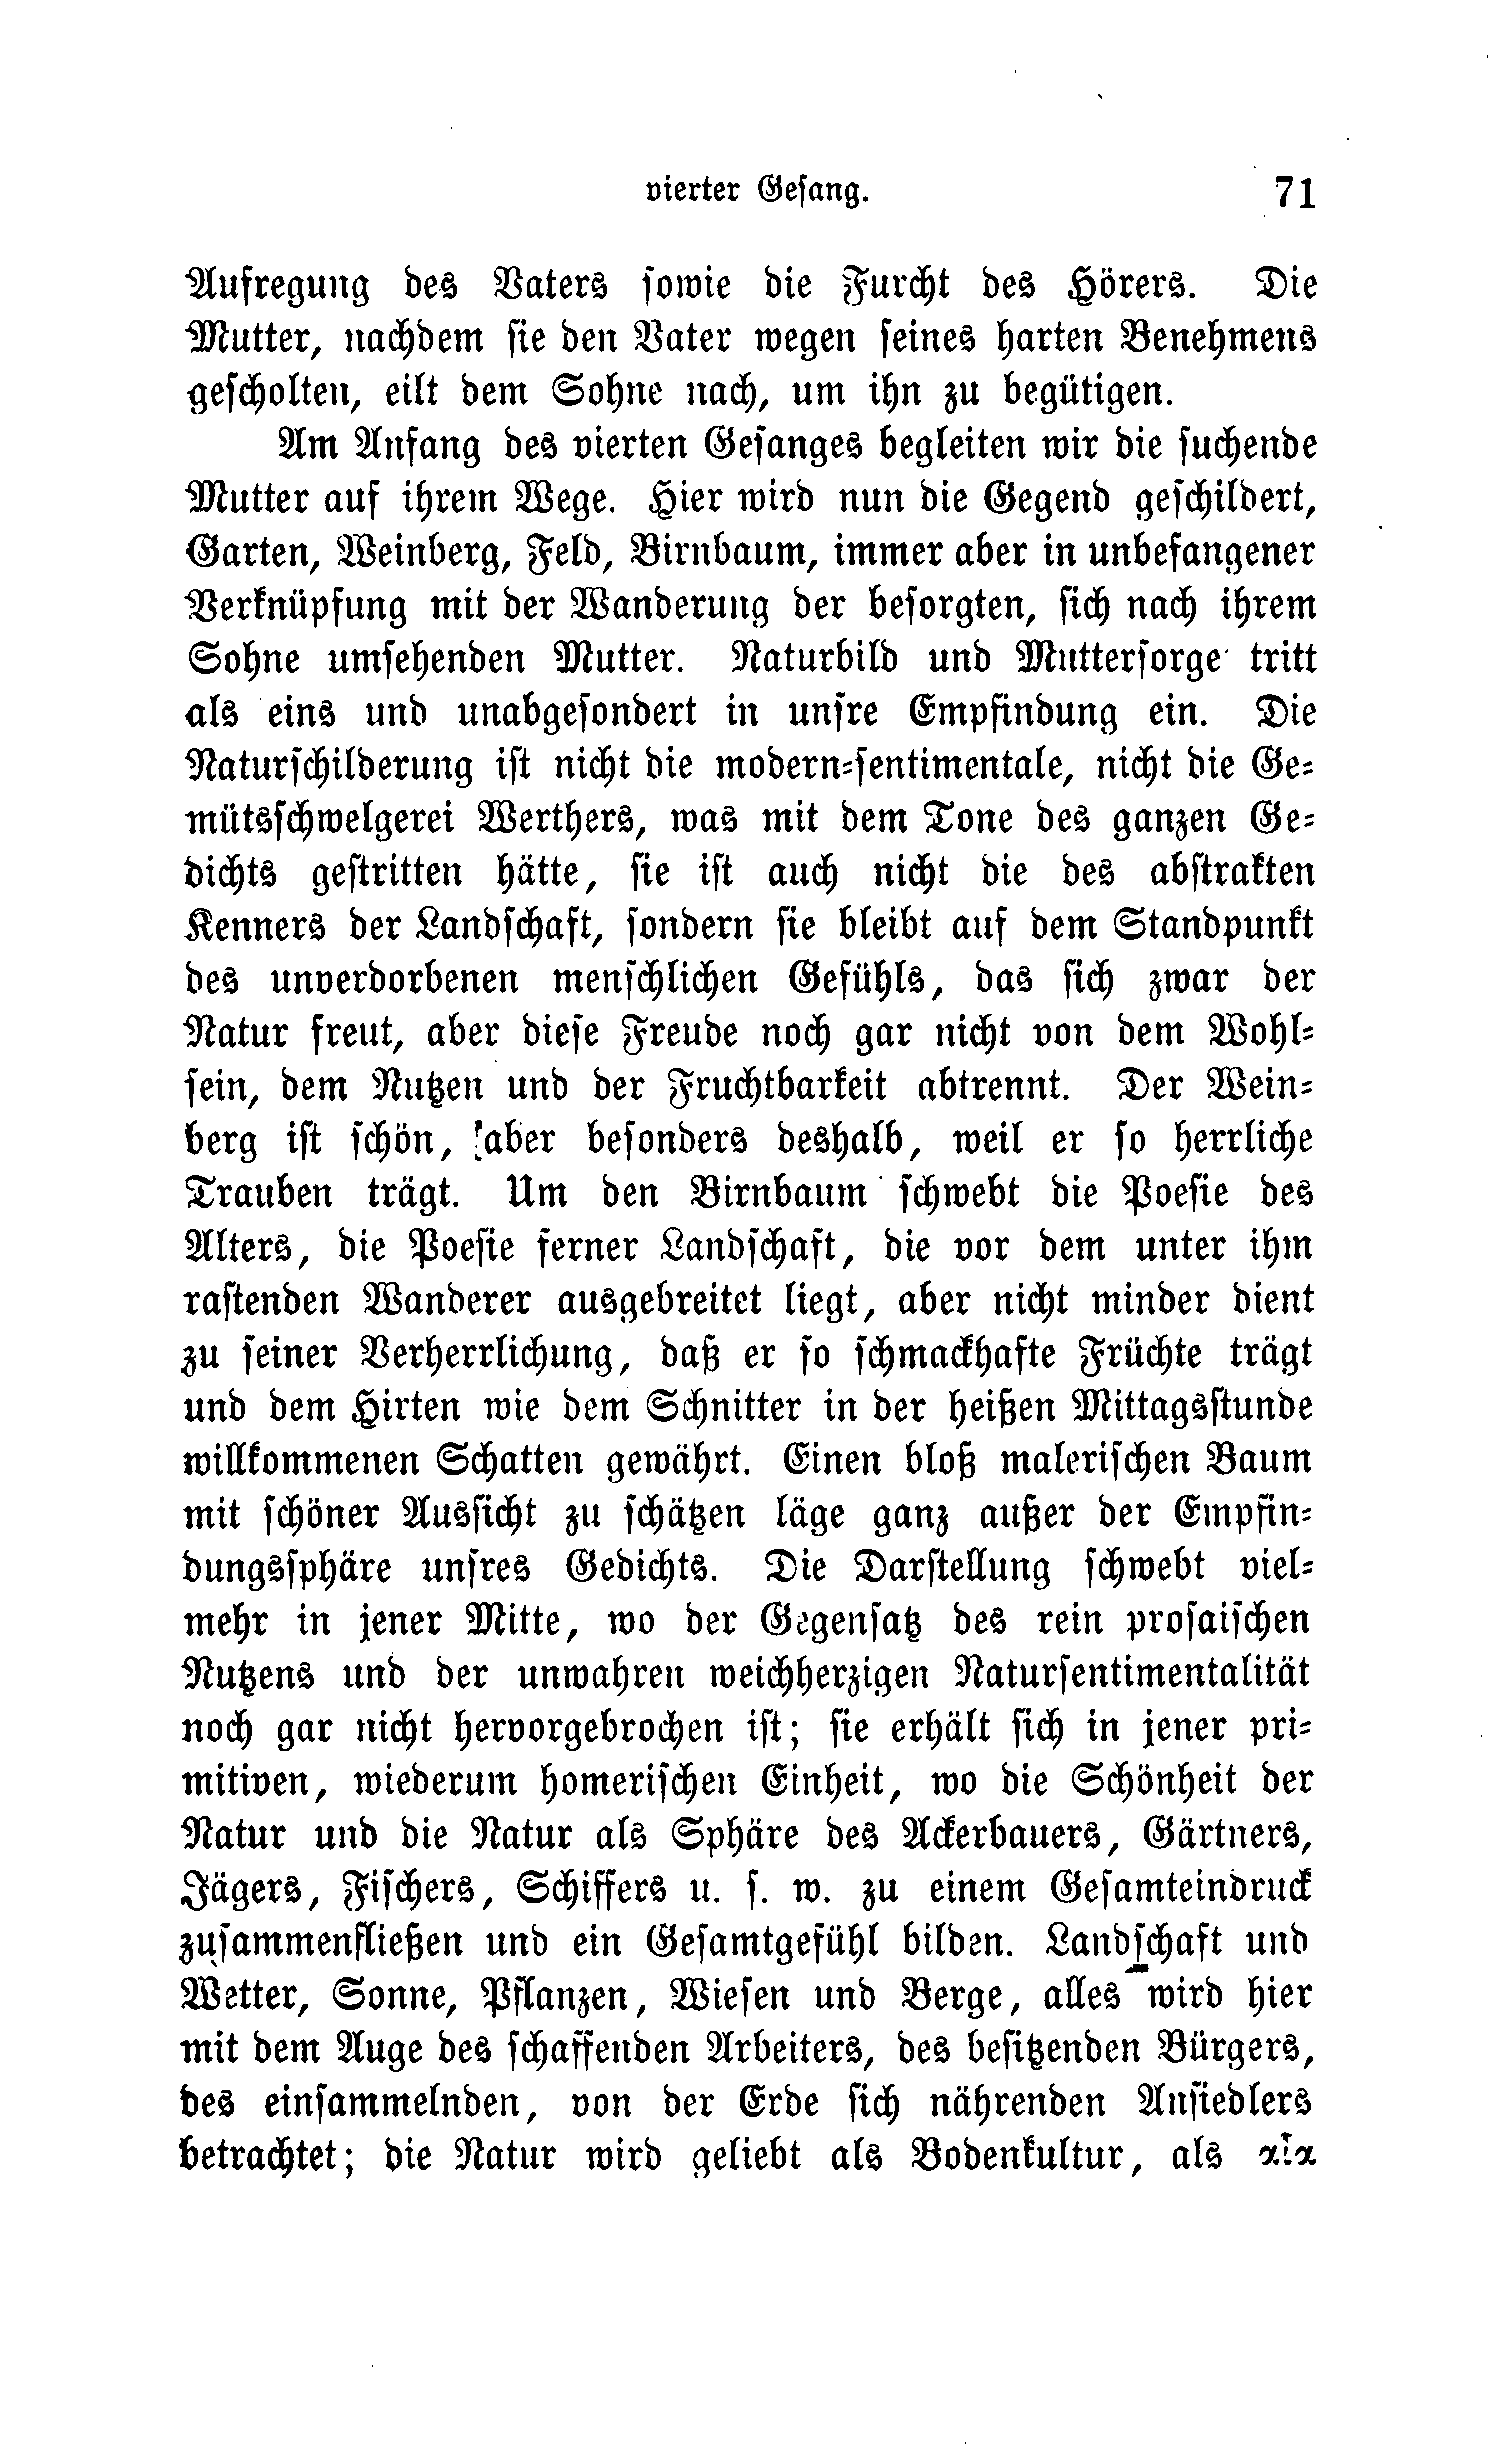 vierter Geſang. 71
Aufregung des Vaters ſowie die Furcht des Hörers. Die
Mutter, nachdem ſie den Vater wegen ſeines harten Benehmens
geſcholten, eilt dem Sohne nach, um ihn zu begütigen.
Am Anfang des vierten Geſanges begleiten wir die ſuchende
Mutter auf ihrem Wege. Hier wird nun die Gegend geſchildert,
Garten, Weinberg, Feld, Birnbaum, immer aber in unbefangener
Verknüpfung mit der Wanderung der beſorgten, ſich nach ihrem
Sohne umſehenden Mutter. Naturbild und Mutterſorge tritt
als eins und unabgeſondert in unſre Empfindung ein. Die
Naturſchilderung iſt nicht die modern⸗ſentimentale, nicht die Ge⸗
mütsſchwelgerei Werthers, was mit dem Tone des ganzen Ge⸗
dichts geſtritten hätte, ſie iſt auch nicht die des abſtrakten
Kenners der Landſchaft, ſondern ſie bleibt auf dem Standpunkt
des unverdorbenen menſchlichen Gefühls, das ſich zwar der
Natur freut, aber dieſe Freude noch gar nicht von dem Wohl⸗
ſein, dem Nutzen und der Fruchtbarkeit abtrennt. Der Wein⸗
berg iſt ſchön, aber beſonders deshalb, weil er ſo herrliche
Trauben trägt. Um den Birnbaum ſchwebt die Poeſie des
Alters, die Poeſie ferner Landſchaft, die vor dem unter ihm
raſtenden Wanderer ausgebreitet liegt, aber nicht minder dient
zu ſeiner Verherrlichung, daß er ſo ſchmackhafte Früchte trägt
und dem Hirten wie dem Schnitter in der heißen Mittagsſtunde
willkommenen Schatten gewährt. Einen bloß maleriſchen Baum
mit ſchöner Ausſicht zu ſchätzen läge ganz außer der Empfin⸗
dungsſphäre unſres Gedichts. Die Darſtellung ſchwebt viel⸗
mehr in jener Mitte, wo der Gegenſatz des rein proſaiſchen
Nutzens und der unwahren weichherzigen Naturſentimentalität
noch gar nicht hervorgebrochen iſt; ſie erhält ſich in jener pri⸗
mitiven, wiederum homeriſchen Einheit, wo die Schönheit der
Natur und die Natur als Sphäre des Ackerbauers, Gärtners,
Jägers, Fiſchers, Schiffers u. ſ. w. zu einem Geſamteindruck
zuſammenfließen und ein Geſamtgefühl bilden. Landſchaft und
Wetter, Sonne, Pflanzen, Wieſen und Berge, alles wird hier
mit dem Auge des ſchaffenden Arbeiters, des beſitzenden Bürgers,
des einſammelnden, von der Erde ſich nährenden Anſiedlers
betrachtet; die Natur wird geliebt als Bodenkultur, als